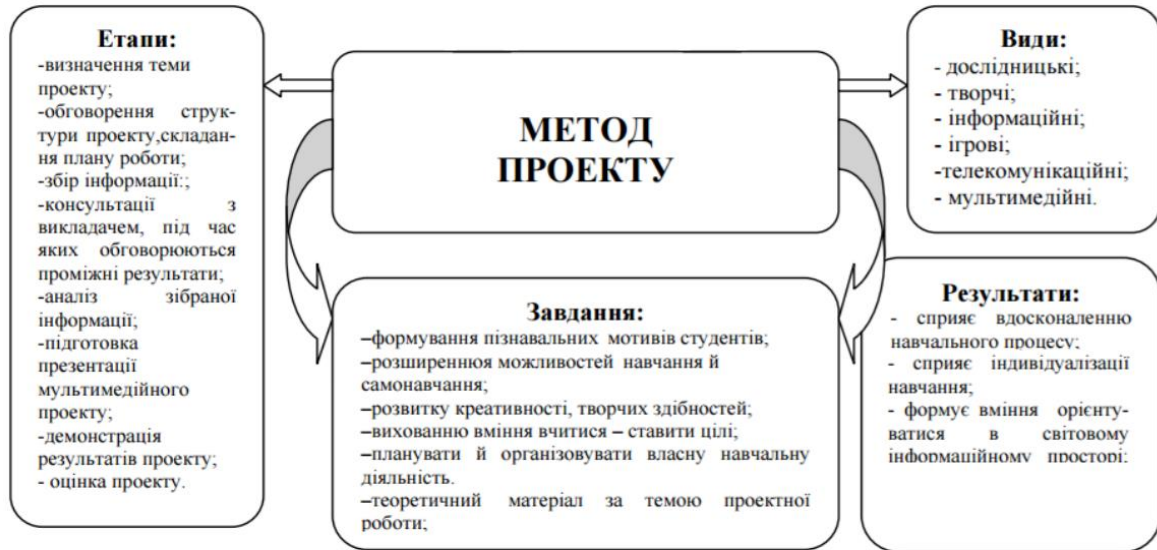 Етапи:
-визначення теми
проекту;
-обговорення струк-
тури проекту,складан-
ня плану роботи;
-збір інформації:;
-консультації з
викладачем, під час
яких обговорюються
проміжні результати;
-аналіз зібраної
інформації;
-підготовка
презентації
мультимедійного
проекту;
-демонстрація
результатів проекту;
- оцінка проекту.
МЕТОД
ПРОЕКТУ
Види:
- дослідницькі;
- творчі;
- інформаційні;
- ігрові;
-телекомунікаційні;
- мультимедійні.
Завдання:
–формування пізнавальних мотивів студентів;
–розширеннюя можливостей навчання й
самонавчання;
–розвитку креативності, творчих здібностей;
–вихованню вміння вчитися – ставити цілі;
–планувати й організовувати власну навчальну
діяльність.
–теоретичний матеріал за темою проектної
роботи;
Результати:
- сприяє вдосконаленню
навчального процесу;
- сприяє індивідуалізації
навчання;
- формує вміння орієнту-
ватися в світовому
інформаційному просторі;